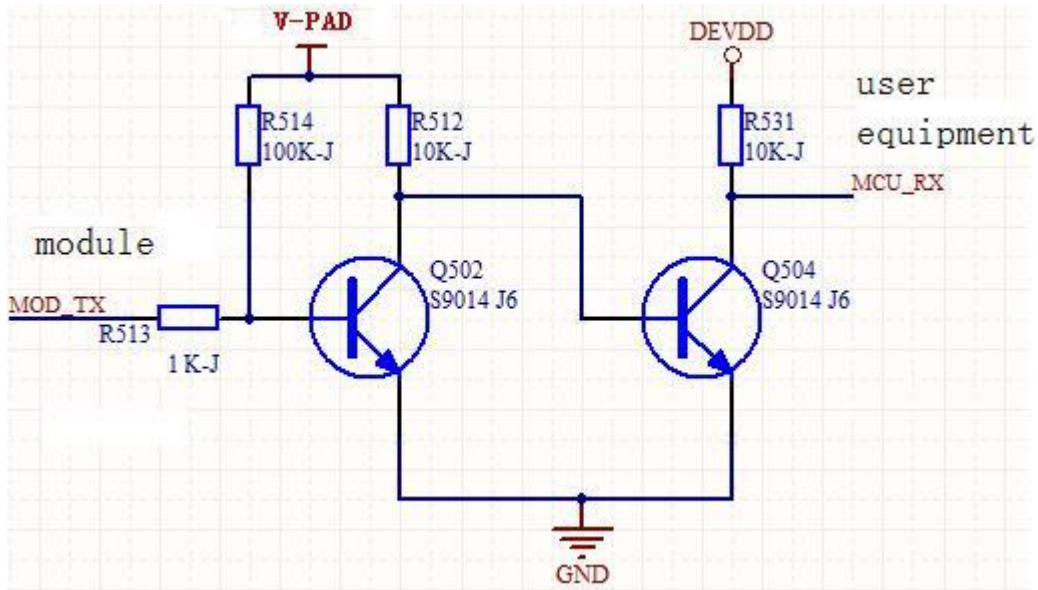 V-PAD
DEVDD
user
equipment
R514
100K-J
R512
10K-J
R531
10K-J
MCU_RX
module
MOD_TX
R513
1K-J
Q502
S9014 J6
Q504
S9014 J6
GND